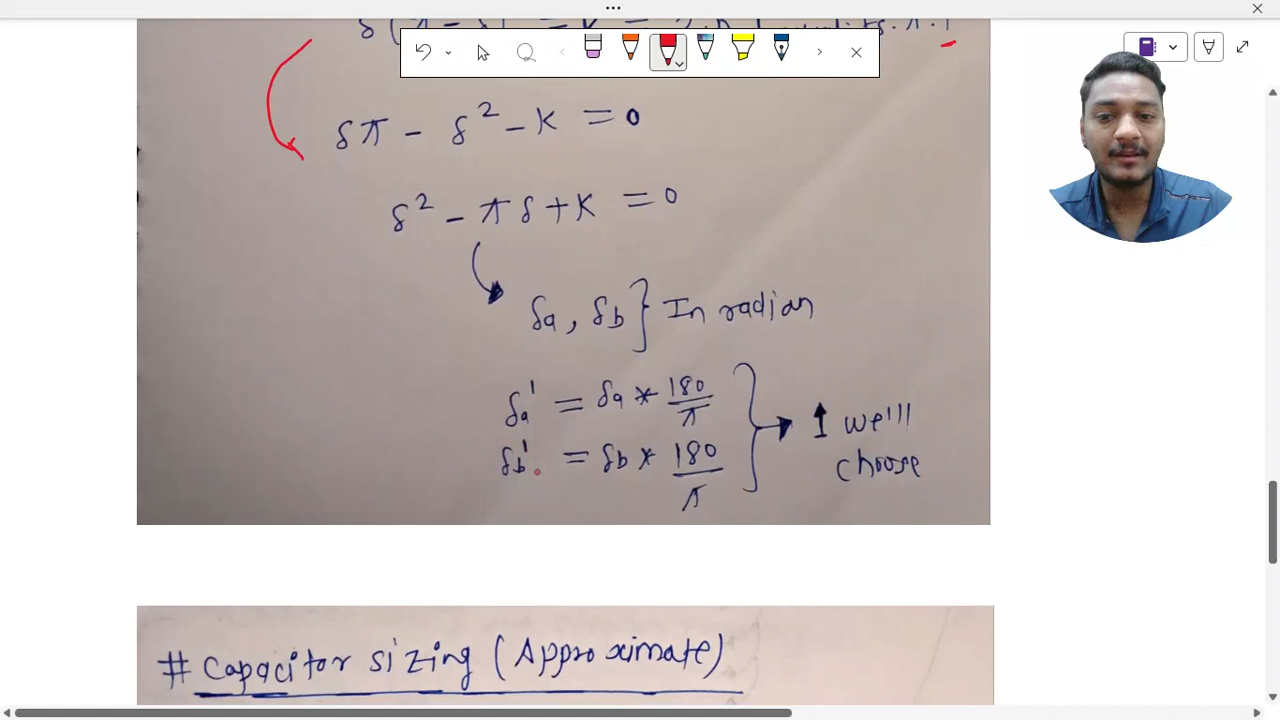 δπ - δ² - K = 0
δ² - πδ + K = 0
δa, δb } In radian
δa' = δa * 180/π
δb' = δb * 180/π
} → 1 we'll choose
# Capacitor sizing (Approximate)